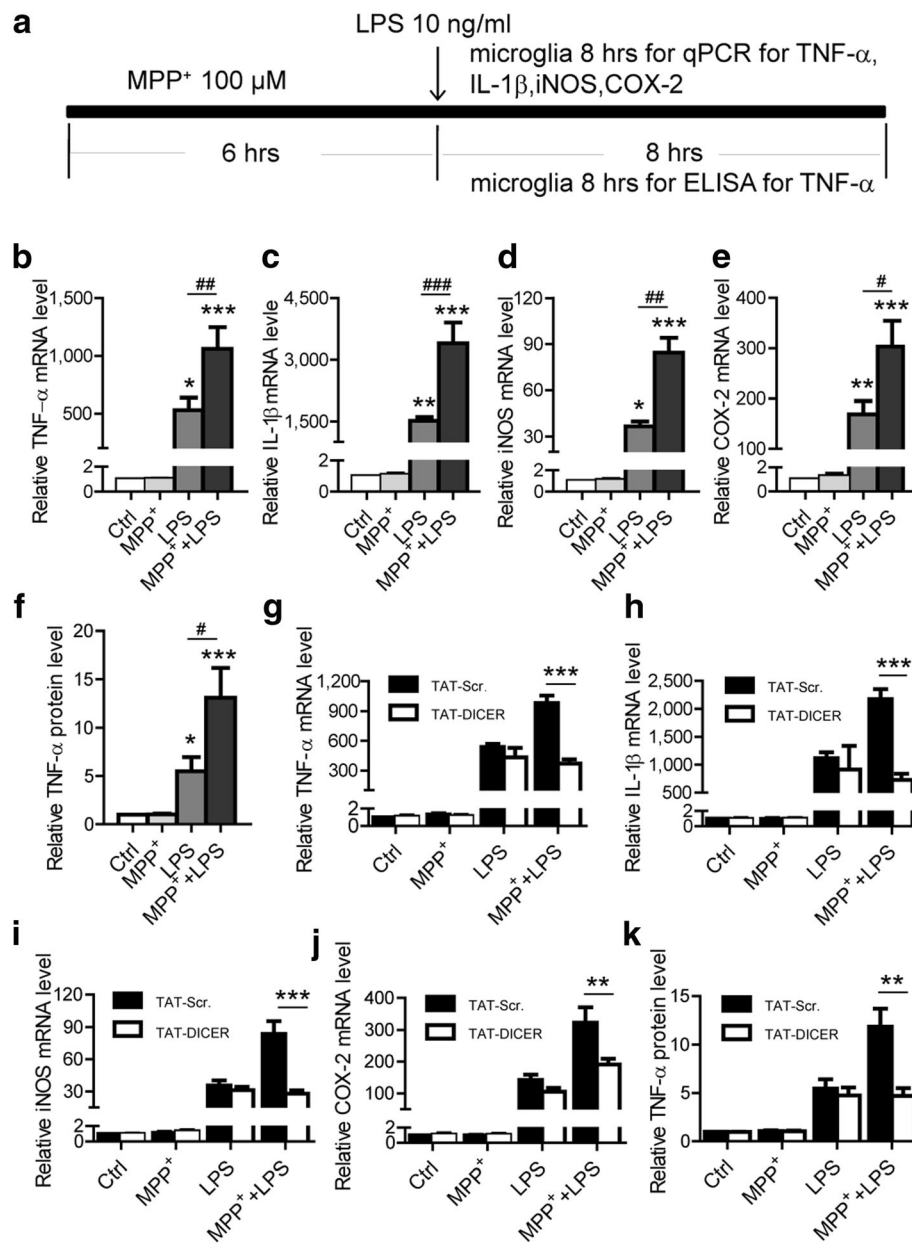 a
LPS 10 ng/ml
MPP⁺ 100 μM
microglia 8 hrs for qPCR for TNF-α,
IL-1β,iNOS,COX-2
6 hrs
8 hrs
microglia 8 hrs for ELISA for TNF-α
b
Relative TNF-α mRNA level
1,500
1,000
500
2
0
*
##
***
Ctrl
MPP⁺
LPS
MPP⁺+LPS
c
Relative IL-1β mRNA levle
4,500
3,000
1,500
2
0
**
###
***
Ctrl
MPP⁺
LPS
MPP⁺+LPS
d
Relative iNOS mRNA level
120
90
60
30
2
0
*
##
***
Ctrl
MPP⁺
LPS
MPP⁺+LPS
e
Relative COX-2 mRNA level
400
300
200
100
2
0
**
#
***
Ctrl
MPP⁺
LPS
MPP⁺+LPS
f
Relative TNF-α protein level
20
15
10
5
0
*
#
***
Ctrl
MPP⁺
LPS
MPP⁺+LPS
g
Relative TNF-α mRNA level
1,200
900
600
300
2
0
TAT-Scr.
TAT-DICER
***
Ctrl
MPP⁺
LPS
MPP⁺+LPS
h
Relative IL-1β mRNA level
2,500
2,000
1,500
1,000
500
2
0
TAT-Scr.
TAT-DICER
***
Ctrl
MPP⁺
LPS
MPP⁺+LPS
i
Relative iNOS mRNA level
120
90
60
30
2
0
TAT-Scr.
TAT-DICER
***
Ctrl
MPP⁺
LPS
MPP⁺+LPS
j
Relative COX-2 mRNA level
400
300
200
100
2
0
TAT-Scr.
TAT-DICER
**
Ctrl
MPP⁺
LPS
MPP⁺+LPS
k
Relative TNF-α protein level
15
10
5
0
TAT-Scr.
TAT-DICER
**
Ctrl
MPP⁺
LPS
MPP⁺+LPS